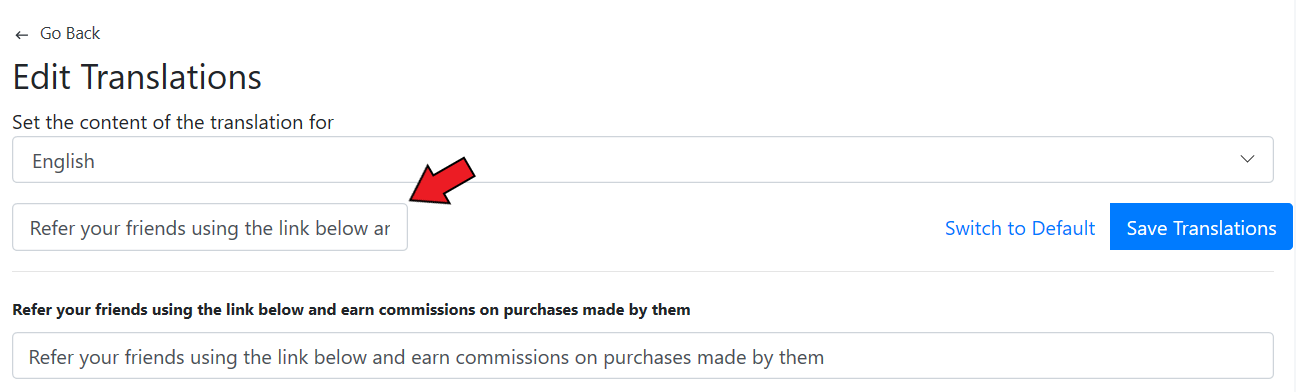 ← Go Back
Edit Translations
Set the content of the translation for
English
Refer your friends using the link below ar
Switch to Default
Save Translations
Refer your friends using the link below and earn commissions on purchases made by them
Refer your friends using the link below and earn commissions on purchases made by them